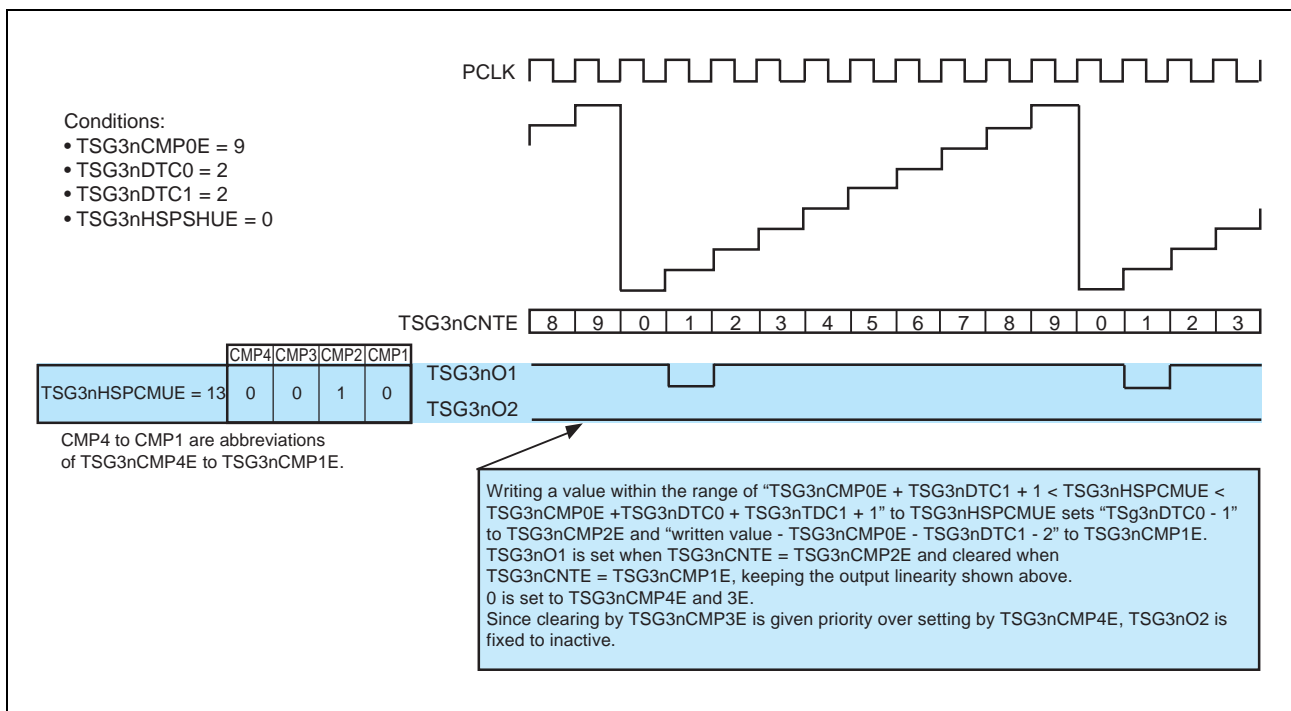 PCLK
Conditions:
• TSG3nCMP0E = 9
• TSG3nDTC0 = 2
• TSG3nDTC1 = 2
• TSG3nHSPSHUE = 0
TSG3nCNTE 8 9 0 1 2 3 4 5 6 7 8 9 0 1 2 3
CMP4 CMP3 CMP2 CMP1
TSG3nHSPCMUE = 13 0 0 1 0
TSG3nO1
TSG3nO2
CMP4 to CMP1 are abbreviations
of TSG3nCMP4E to TSG3nCMP1E.
Writing a value within the range of “TSG3nCMP0E + TSG3nDTC1 + 1 < TSG3nHSPCMUE <
TSG3nCMP0E +TSG3nDTC0 + TSG3nTDC1 + 1” to TSG3nHSPCMUE sets “TSg3nDTC0 - 1”
to TSG3nCMP2E and “written value - TSG3nCMP0E - TSG3nDTC1 - 2” to TSG3nCMP1E.
TSG3nO1 is set when TSG3nCNTE = TSG3nCMP2E and cleared when
TSG3nCNTE = TSG3nCMP1E, keeping the output linearity shown above.
0 is set to TSG3nCMP4E and 3E.
Since clearing by TSG3nCMP3E is given priority over setting by TSG3nCMP4E, TSG3nO2 is
fixed to inactive.